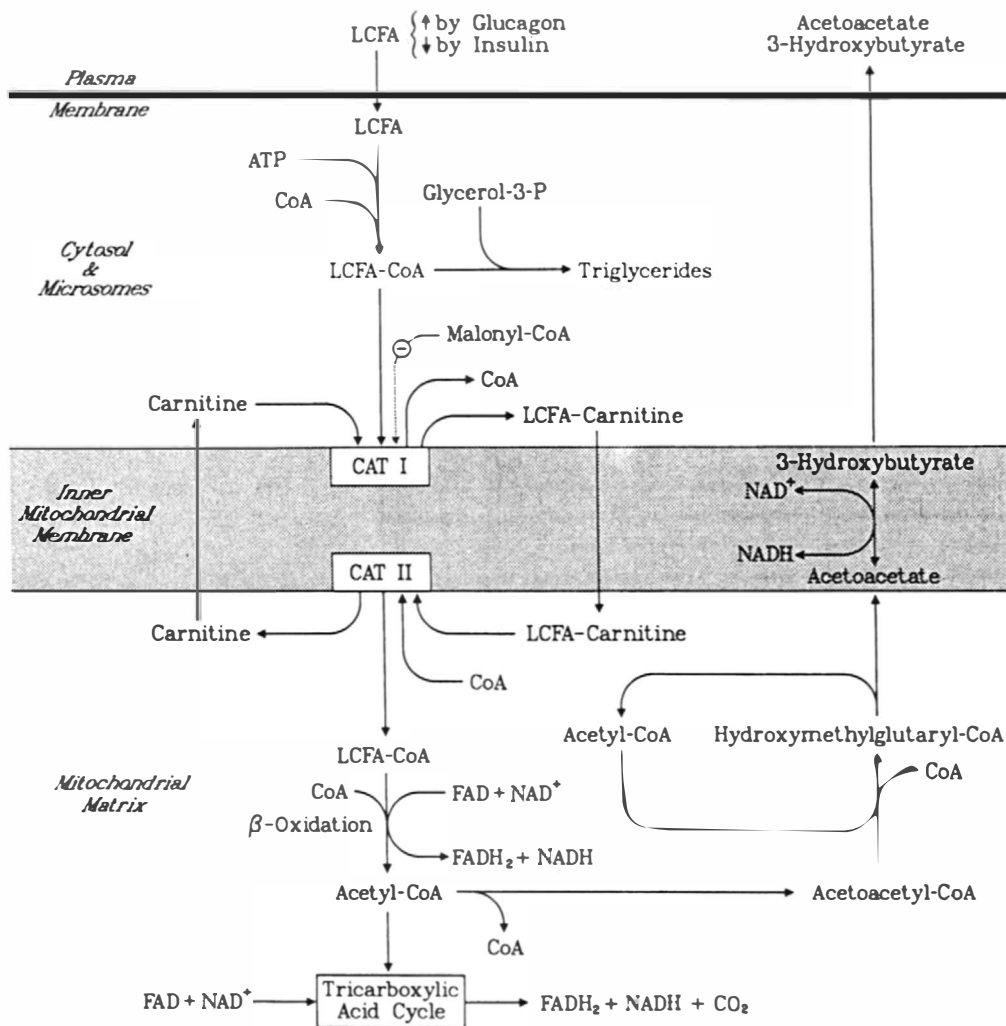 LCFA
↑ by Glucagon
↓ by Insulin
Acetoacetate
3-Hydroxybutyrate
Plasma
Membrane
LCFA
ATP
CoA
Glycerol-3-P
Cytosol
&
Microsomes
LCFA-CoA
Triglycerides
Malonyl-CoA
−
CoA
Carnitine
LCFA-Carnitine
CAT I
3-Hydroxybutyrate
NAD⁺
Inner
Mitochondrial
Membrane
NADH
CAT II
Acetoacetate
Carnitine
LCFA-Carnitine
CoA
Acetyl-CoA
Hydroxymethylglutaryl-CoA
LCFA-CoA
CoA
Mitochondrial
Matrix
CoA
FAD + NAD⁺
β-Oxidation
FADH₂ + NADH
Acetyl-CoA
Acetoacetyl-CoA
CoA
FAD + NAD⁺
Tricarboxylic
Acid Cycle
FADH₂ + NADH + CO₂